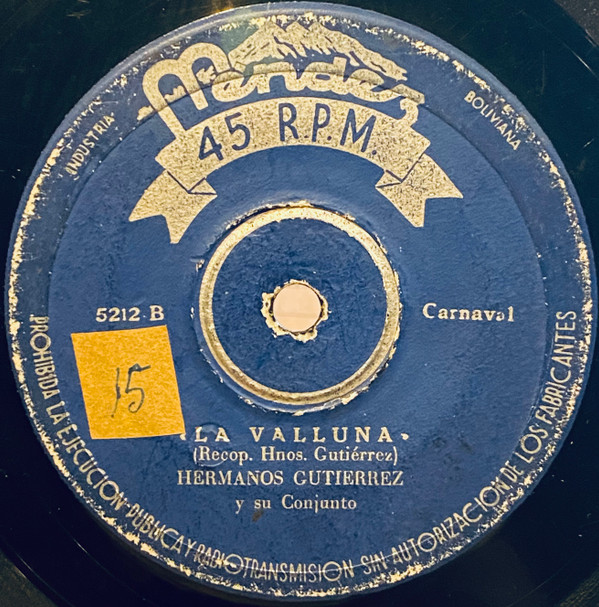 Mendez
45 R.P.M.
INDUSTRIA
BOLIVIANA
5212 B
Carnaval
15
«LA VALLUNA»
(Recop. Hnos. Gutiérrez)
HERMANOS GUTIERREZ
y su Conjunto
PROHIBIDA LA EJECUCION PUBLICA Y RADIOTRANSMISION SIN AUTORIZACION DE LOS FABRICANTES